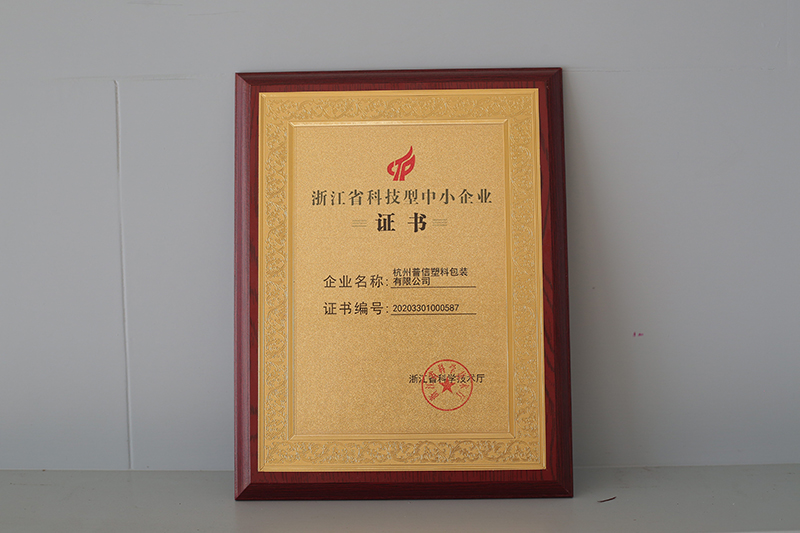 浙江省科技型中小企业
证书
企业名称：杭州普信塑料包装
有限公司
证书编号：20203301000587
浙江省科学技术厅